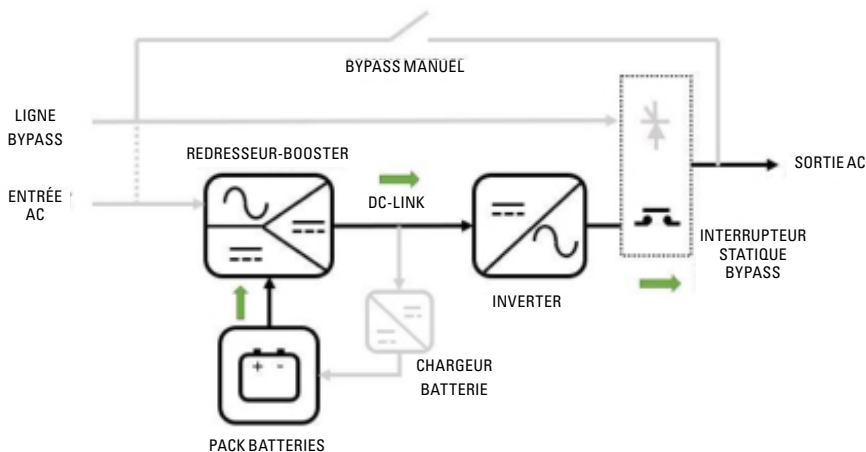 BYPASS MANUEL
LIGNE
BYPASS
REDRESSEUR-BOOSTER
SORTIE AC
ENTRÉE
AC
DC-LINK
INTERRUPTEUR
STATIQUE
BYPASS
INVERTER
+ -
CHARGEUR
BATTERIE
PACK BATTERIES